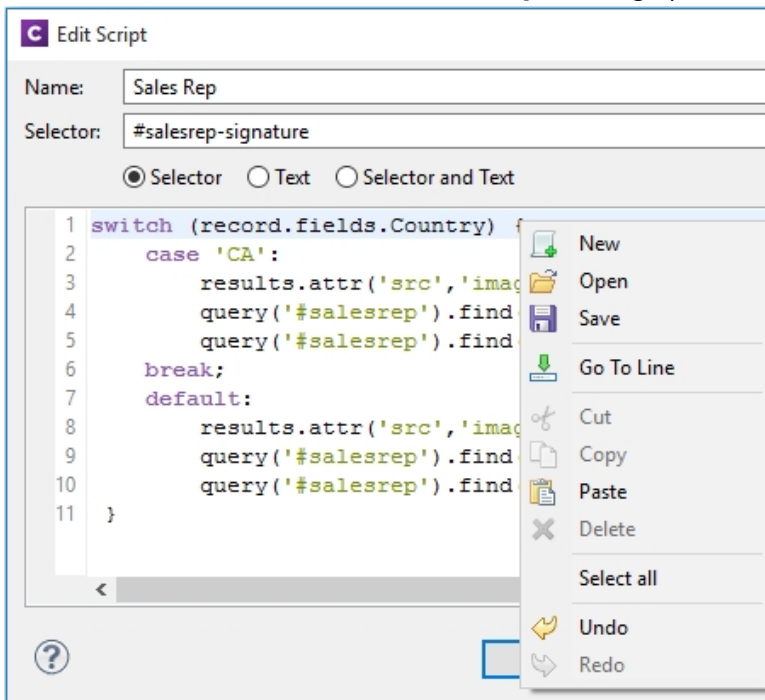 C Edit Script
Name: Sales Rep
Selector: #salesrep-signature
Selector Text Selector and Text
1 switch (record.fields.Country) {
2 case 'CA':
3 results.attr('src','imag
4 query('#salesrep').find(
5 query('#salesrep').find(
6 break;
7 default:
8 results.attr('src','imag
9 query('#salesrep').find(
10 query('#salesrep').find(
11 }
New
Open
Save
Go To Line
Cut
Copy
Paste
Delete
Select all
Undo
Redo
?